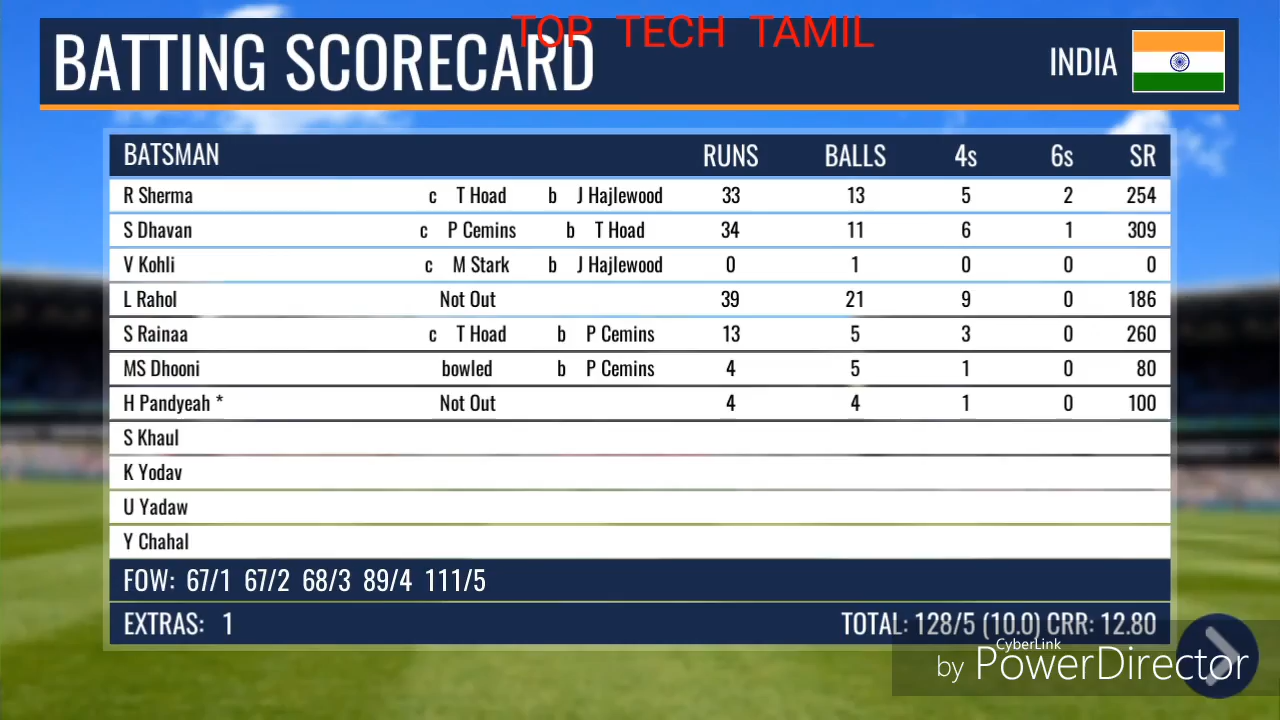 TOP TECH TAMIL
BATTING SCORECARD INDIA
BATSMAN RUNS BALLS 4s 6s SR
R Sherma c T Hoad b J Hajlewood 33 13 5 2 254
S Dhavan c P Cemins b T Hoad 34 11 6 1 309
V Kohli c M Stark b J Hajlewood 0 1 0 0 0
L Rahol Not Out 39 21 9 0 186
S Rainaa c T Hoad b P Cemins 13 5 3 0 260
MS Dhooni bowled b P Cemins 4 5 1 0 80
H Pandyeah * Not Out 4 4 1 0 100
S Khaul
K Yodav
U Yadaw
Y Chahal
FOW: 67/1 67/2 68/3 89/4 111/5
EXTRAS: 1 TOTAL: 128/5 (10.0) CRR: 12.80
CyberLink
by PowerDirector